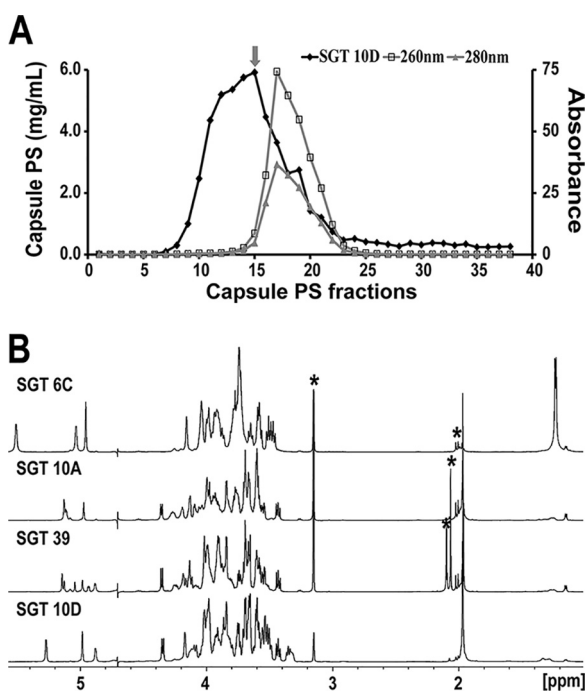 A
SGT 10D 260nm 280nm
Capsule PS (mg/mL)
6.0
4.0
2.0
0.0
75
50
25
0
Absorbance
0 5 10 15 20 25 30 35 40
Capsule PS fractions
B
SGT 6C
*
*
SGT 10A
*
SGT 39
*
SGT 10D
5 4 3 2 [ppm]